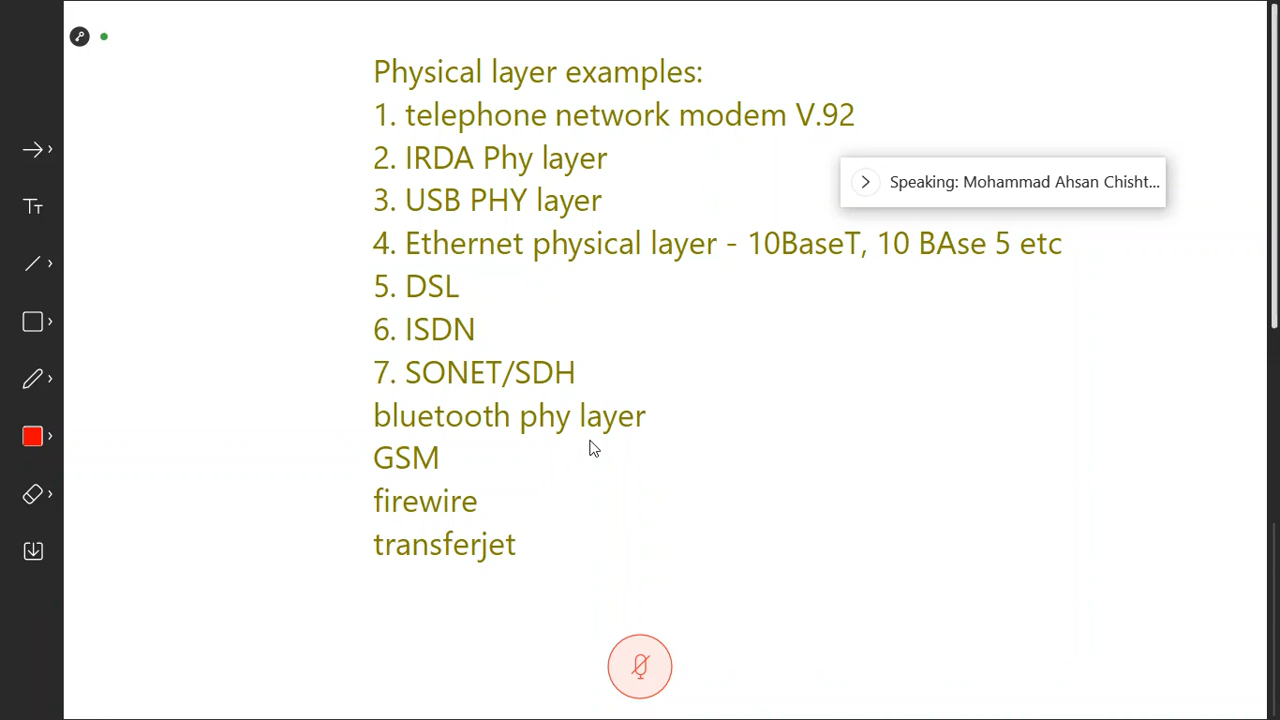 Physical layer examples:
1. telephone network modem V.92
2. IRDA Phy layer
Speaking: Mohammad Ahsan Chisht...
3. USB PHY layer
4. Ethernet physical layer - 10BaseT, 10 BAse 5 etc
5. DSL
6. ISDN
7. SONET/SDH
bluetooth phy layer
GSM
firewire
transferjet
TT